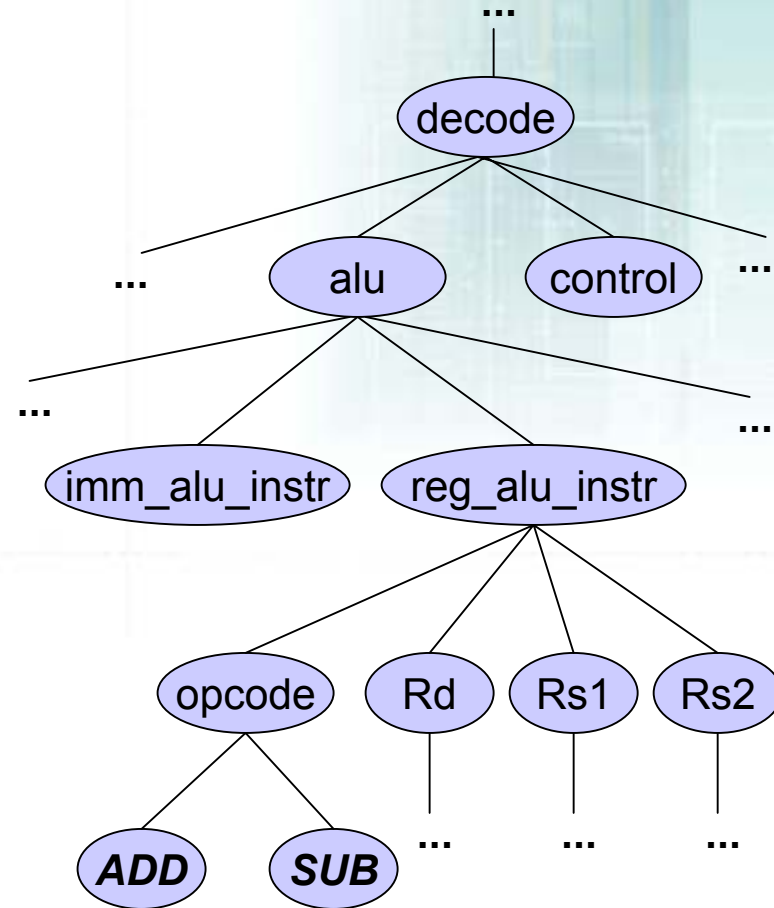 ...
decode
... alu control ...
... ...
imm_alu_instr reg_alu_instr
opcode Rd Rs1 Rs2
... ... ...
ADD SUB